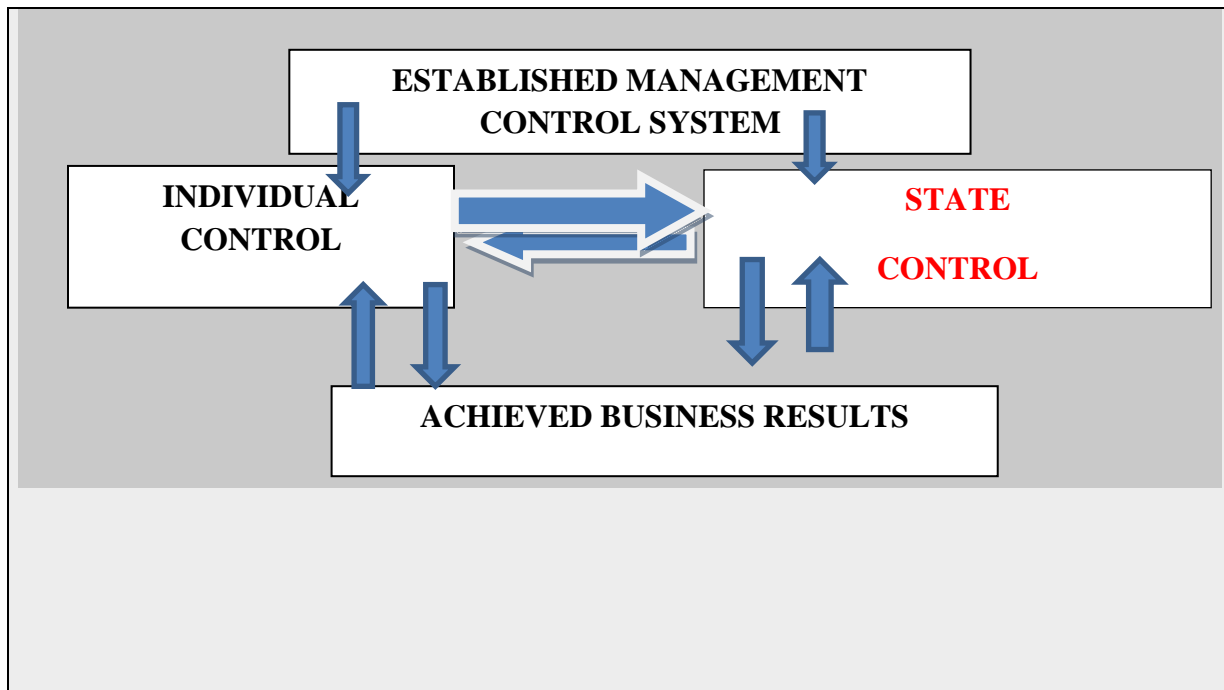 ESTABLISHED MANAGEMENT
CONTROL SYSTEM
INDIVIDUAL
CONTROL
STATE
CONTROL
ACHIEVED BUSINESS RESULTS